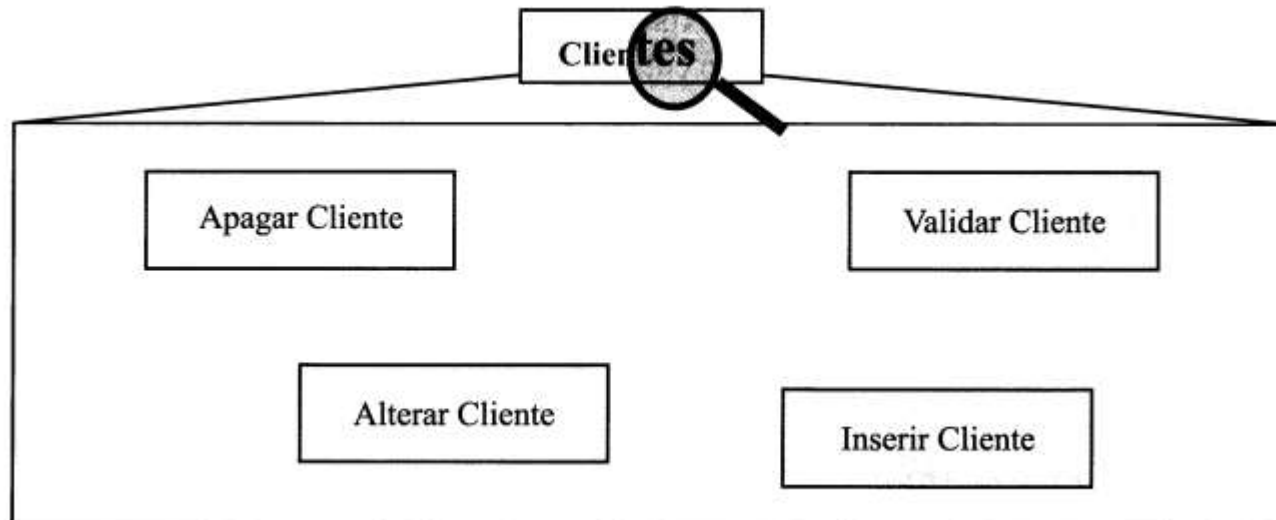 Clientes
Apagar Cliente
Validar Cliente
Alterar Cliente
Inserir Cliente